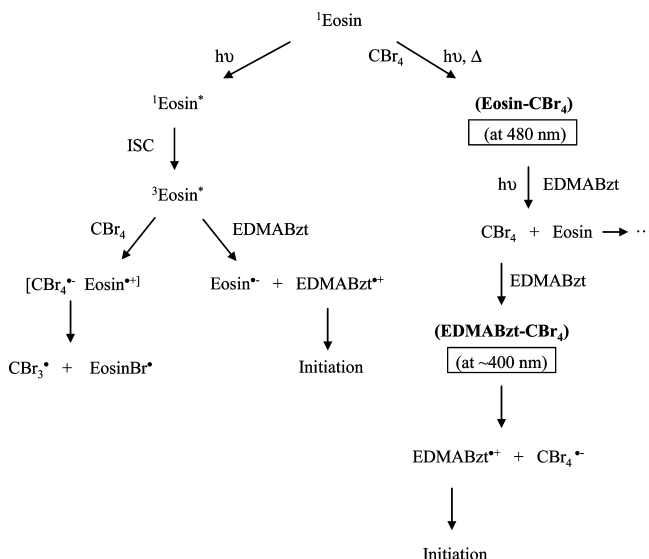 ¹Eosin
hυ
CBr₄
hυ, Δ
¹Eosin*
(Eosin-CBr₄)
(at 480 nm)
ISC
hυ
EDMABzt
³Eosin*
CBr₄
EDMABzt
CBr₄ + Eosin ··
[CBr₄•- Eosin•+]
Eosin•- + EDMABzt•+
EDMABzt
(EDMABzt-CBr₄)
(at ~400 nm)
CBr₃• + EosinBr•
Initiation
EDMABzt•+ + CBr₄•-
Initiation